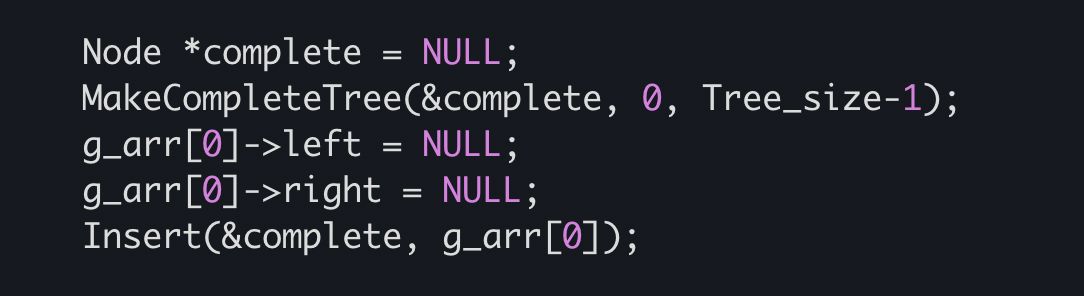 Node *complete = NULL;
MakeCompleteTree(&complete, 0, Tree_size-1);
g_arr[0]->left = NULL;
g_arr[0]->right = NULL;
Insert(&complete, g_arr[0]);